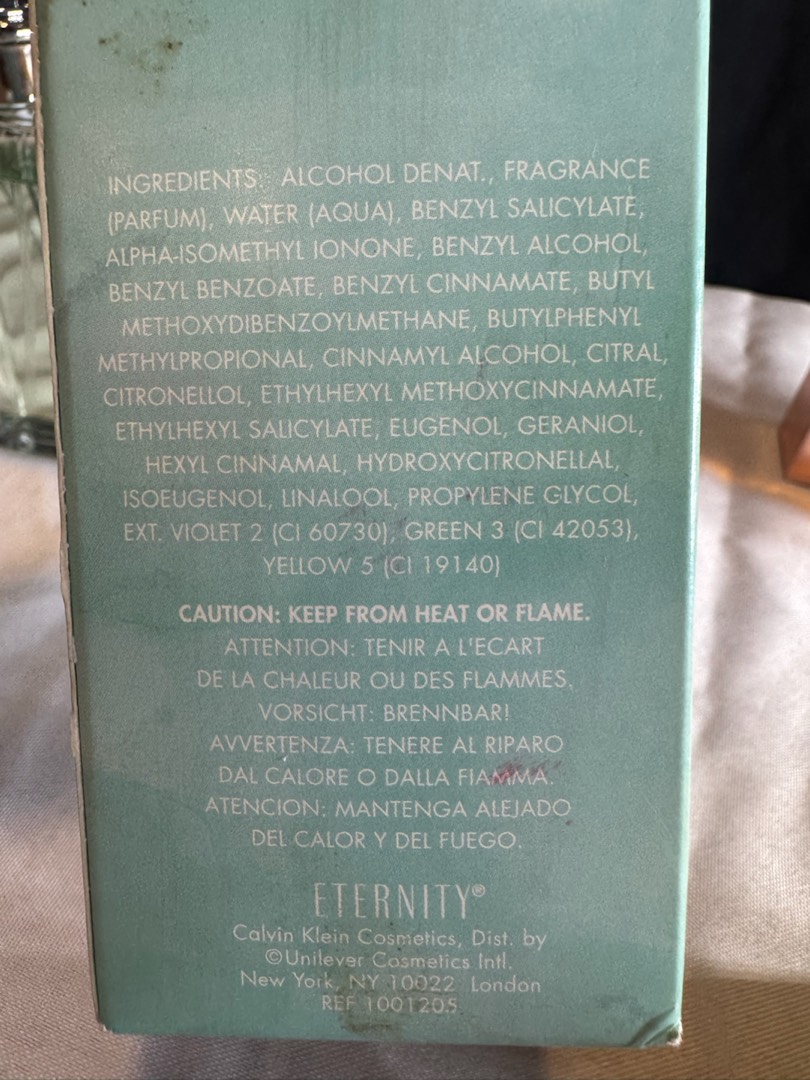 INGREDIENTS: ALCOHOL DENAT., FRAGRANCE
(PARFUM), WATER (AQUA), BENZYL SALICYLATE,
ALPHA-ISOMETHYL IONONE, BENZYL ALCOHOL,
BENZYL BENZOATE, BENZYL CINNAMATE, BUTYL
METHOXYDIBENZOYLMETHANE, BUTYLPHENYL
METHYLPROPIONAL, CINNAMYL ALCOHOL, CITRAL,
CITRONELLOL, ETHYLHEXYL METHOXYCINNAMATE,
ETHYLHEXYL SALICYLATE, EUGENOL, GERANIOL,
HEXYL CINNAMAL, HYDROXYCITRONELLAL,
ISOEUGENOL, LINALOOL, PROPYLENE GLYCOL,
EXT. VIOLET 2 (CI 60730), GREEN 3 (CI 42053),
YELLOW 5 (CI 19140)
CAUTION: KEEP FROM HEAT OR FLAME.
ATTENTION: TENIR A L'ECART
DE LA CHALEUR OU DES FLAMMES.
VORSICHT: BRENNBAR!
AVVERTENZA: TENERE AL RIPARO
DAL CALORE O DALLA FIAMMA.
ATENCION: MANTENGA ALEJADO
DEL CALOR Y DEL FUEGO.
ETERNITY®
Calvin Klein Cosmetics, Dist. by
©Unilever Cosmetics Intl.
New York, NY 10022 London
REF 1001205